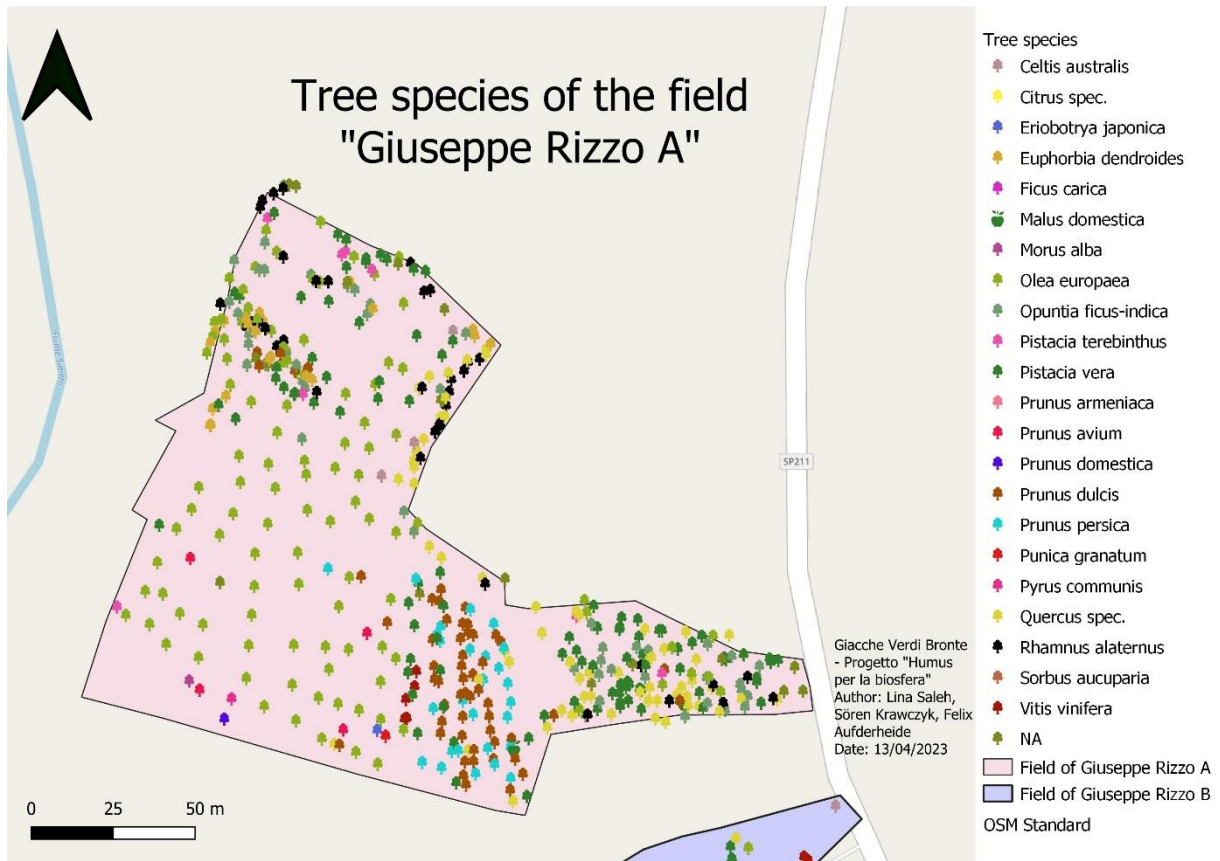 Tree species of the field
"Giuseppe Rizzo A"
Fiume Simeto
SP211
Giacche Verdi Bronte
- Progetto "Humus
per la biosfera"
Author: Lina Saleh,
Sören Krawczyk, Felix
Aufderheide
Date: 13/04/2023
0 25 50 m
Tree species
Celtis australis
Citrus spec.
Eriobotrya japonica
Euphorbia dendroides
Ficus carica
Malus domestica
Morus alba
Olea europaea
Opuntia ficus-indica
Pistacia terebinthus
Pistacia vera
Prunus armeniaca
Prunus avium
Prunus domestica
Prunus dulcis
Prunus persica
Punica granatum
Pyrus communis
Quercus spec.
Rhamnus alaternus
Sorbus aucuparia
Vitis vinifera
NA
Field of Giuseppe Rizzo A
Field of Giuseppe Rizzo B
OSM Standard